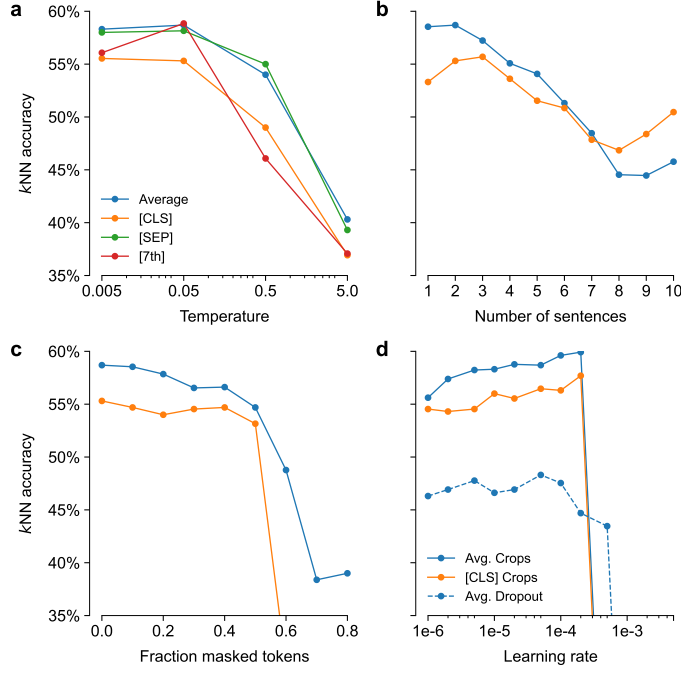 a
60%
55%
50%
45%
40%
35%
kNN accuracy
Average
[CLS]
[SEP]
[7th]
0.005 0.05 0.5 5.0
Temperature
b
1 2 3 4 5 6 7 8 9 10
Number of sentences
c
60%
55%
50%
45%
40%
35%
kNN accuracy
0.0 0.2 0.4 0.6 0.8
Fraction masked tokens
d
Avg. Crops
[CLS] Crops
Avg. Dropout
1e-6 1e-5 1e-4 1e-3
Learning rate